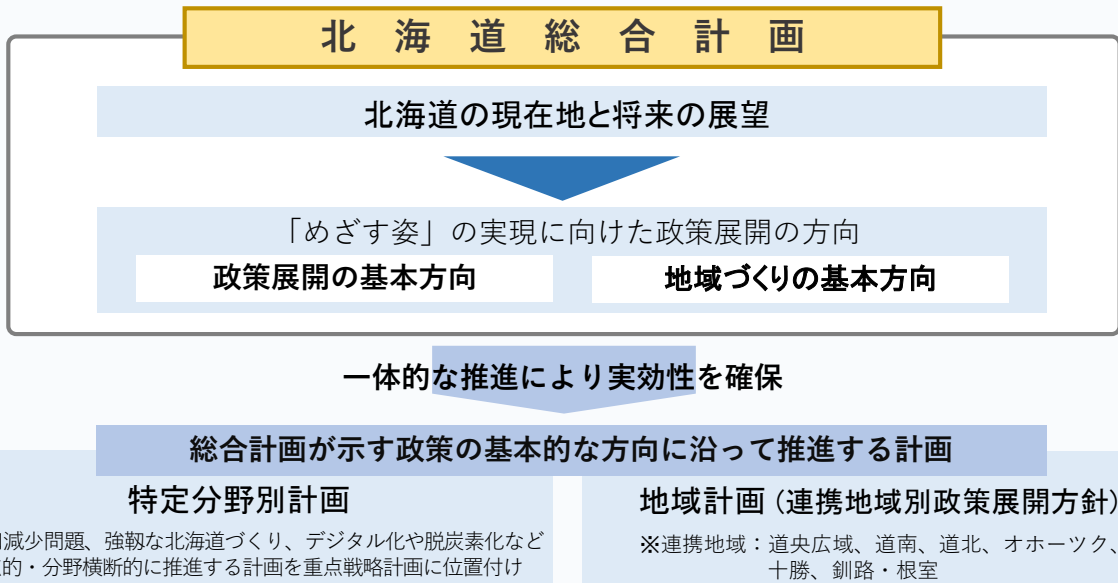 北海道総合計画
北海道の現在地と将来の展望
「めざす姿」の実現に向けた政策展開の方向
政策展開の基本方向
地域づくりの基本方向
一体的な推進により実効性を確保
総合計画が示す政策の基本的な方向に沿って推進する計画
特定分野別計画
減少問題、強靱な北海道づくり、デジタル化や脱炭素化など
的・分野横断的に推進する計画を重点戦略計画に位置付け
地域計画(連携地域別政策展開方針)
※連携地域：道央広域、道南、道北、オホーツク、
十勝、釧路・根室